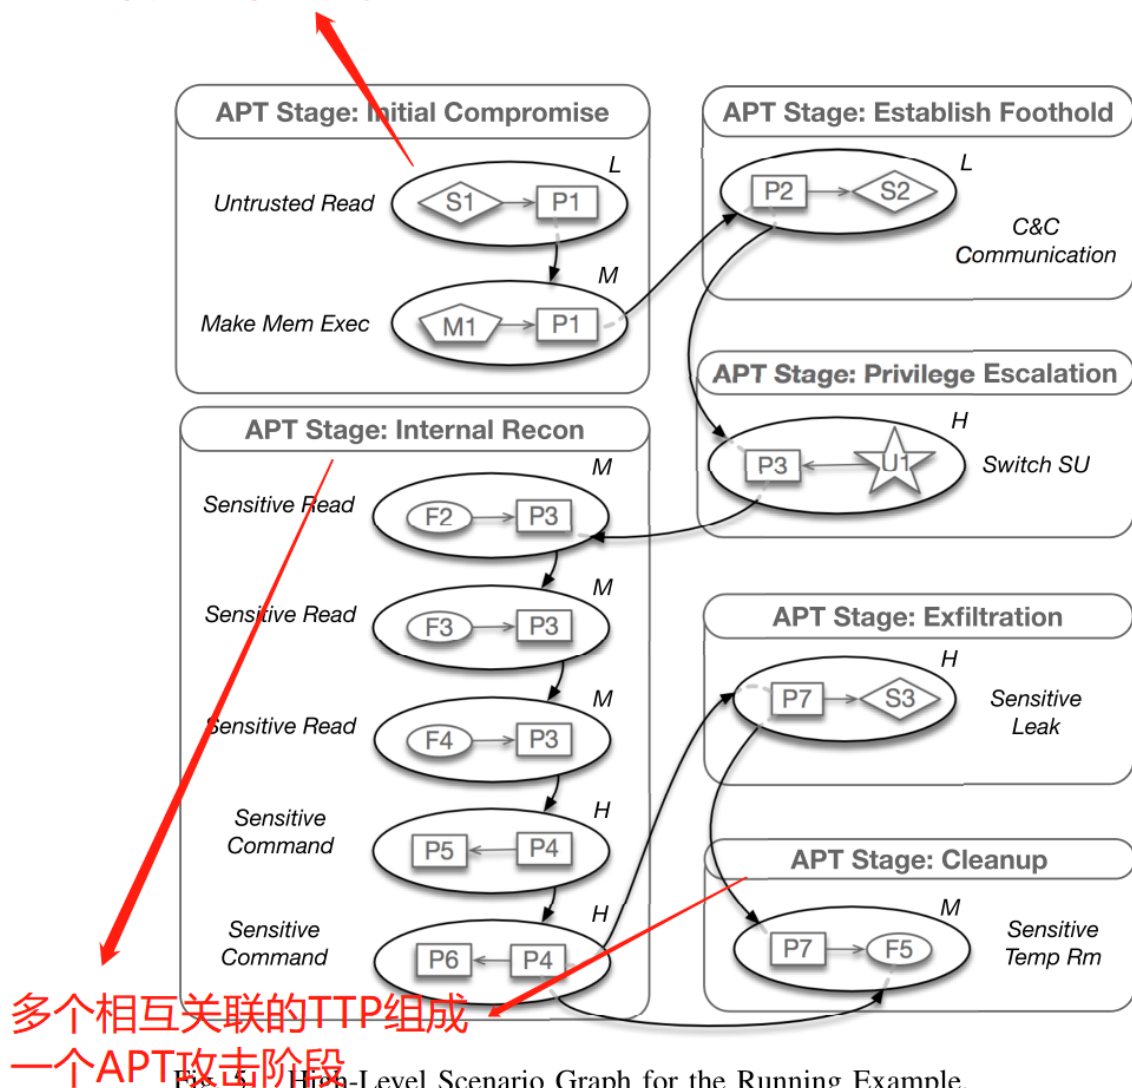 APT Stage: Initial Compromise
Untrusted Read
S1
P1
L
Make Mem Exec
M1
P1
M
APT Stage: Establish Foothold
P2
S2
L
C&C
Communication
APT Stage: Privilege Escalation
P3
U1
H
Switch SU
APT Stage: Internal Recon
Sensitive Read
F2
P3
M
Sensitive Read
F3
P3
M
Sensitive Read
F4
P3
M
Sensitive
Command
P5
P4
H
Sensitive
Command
P6
P4
H
APT Stage: Exfiltration
P7
S3
H
Sensitive
Leak
APT Stage: Cleanup
P7
F5
M
Sensitive
Temp Rm
多个相互关联的TTP组成
一个APT攻击阶段
Fig. 5. High-Level Scenario Graph for the Running Example.